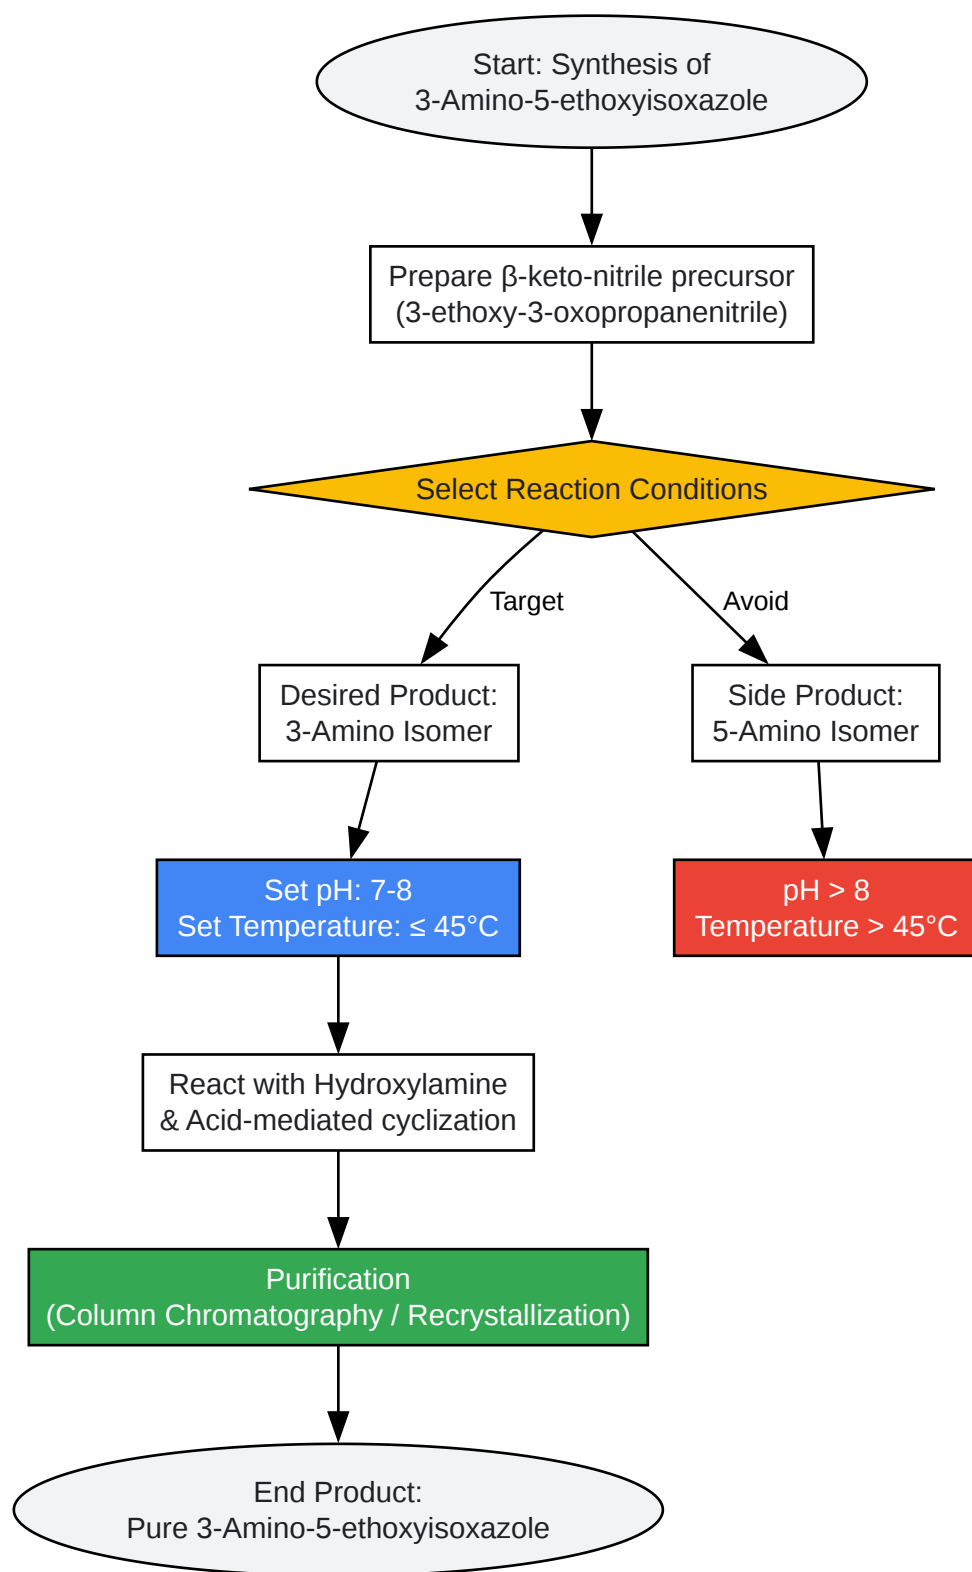 Start: Synthesis of
3-Amino-5-ethoxyisoxazole
Prepare β-keto-nitrile precursor
(3-ethoxy-3-oxopropanenitrile)
Select Reaction Conditions
Target
Avoid
Desired Product:
3-Amino Isomer
Side Product:
5-Amino Isomer
Set pH: 7-8
Set Temperature: ≤ 45°C
pH > 8
Temperature > 45°C
React with Hydroxylamine
& Acid-mediated cyclization
Purification
(Column Chromatography / Recrystallization)
End Product:
Pure 3-Amino-5-ethoxyisoxazole